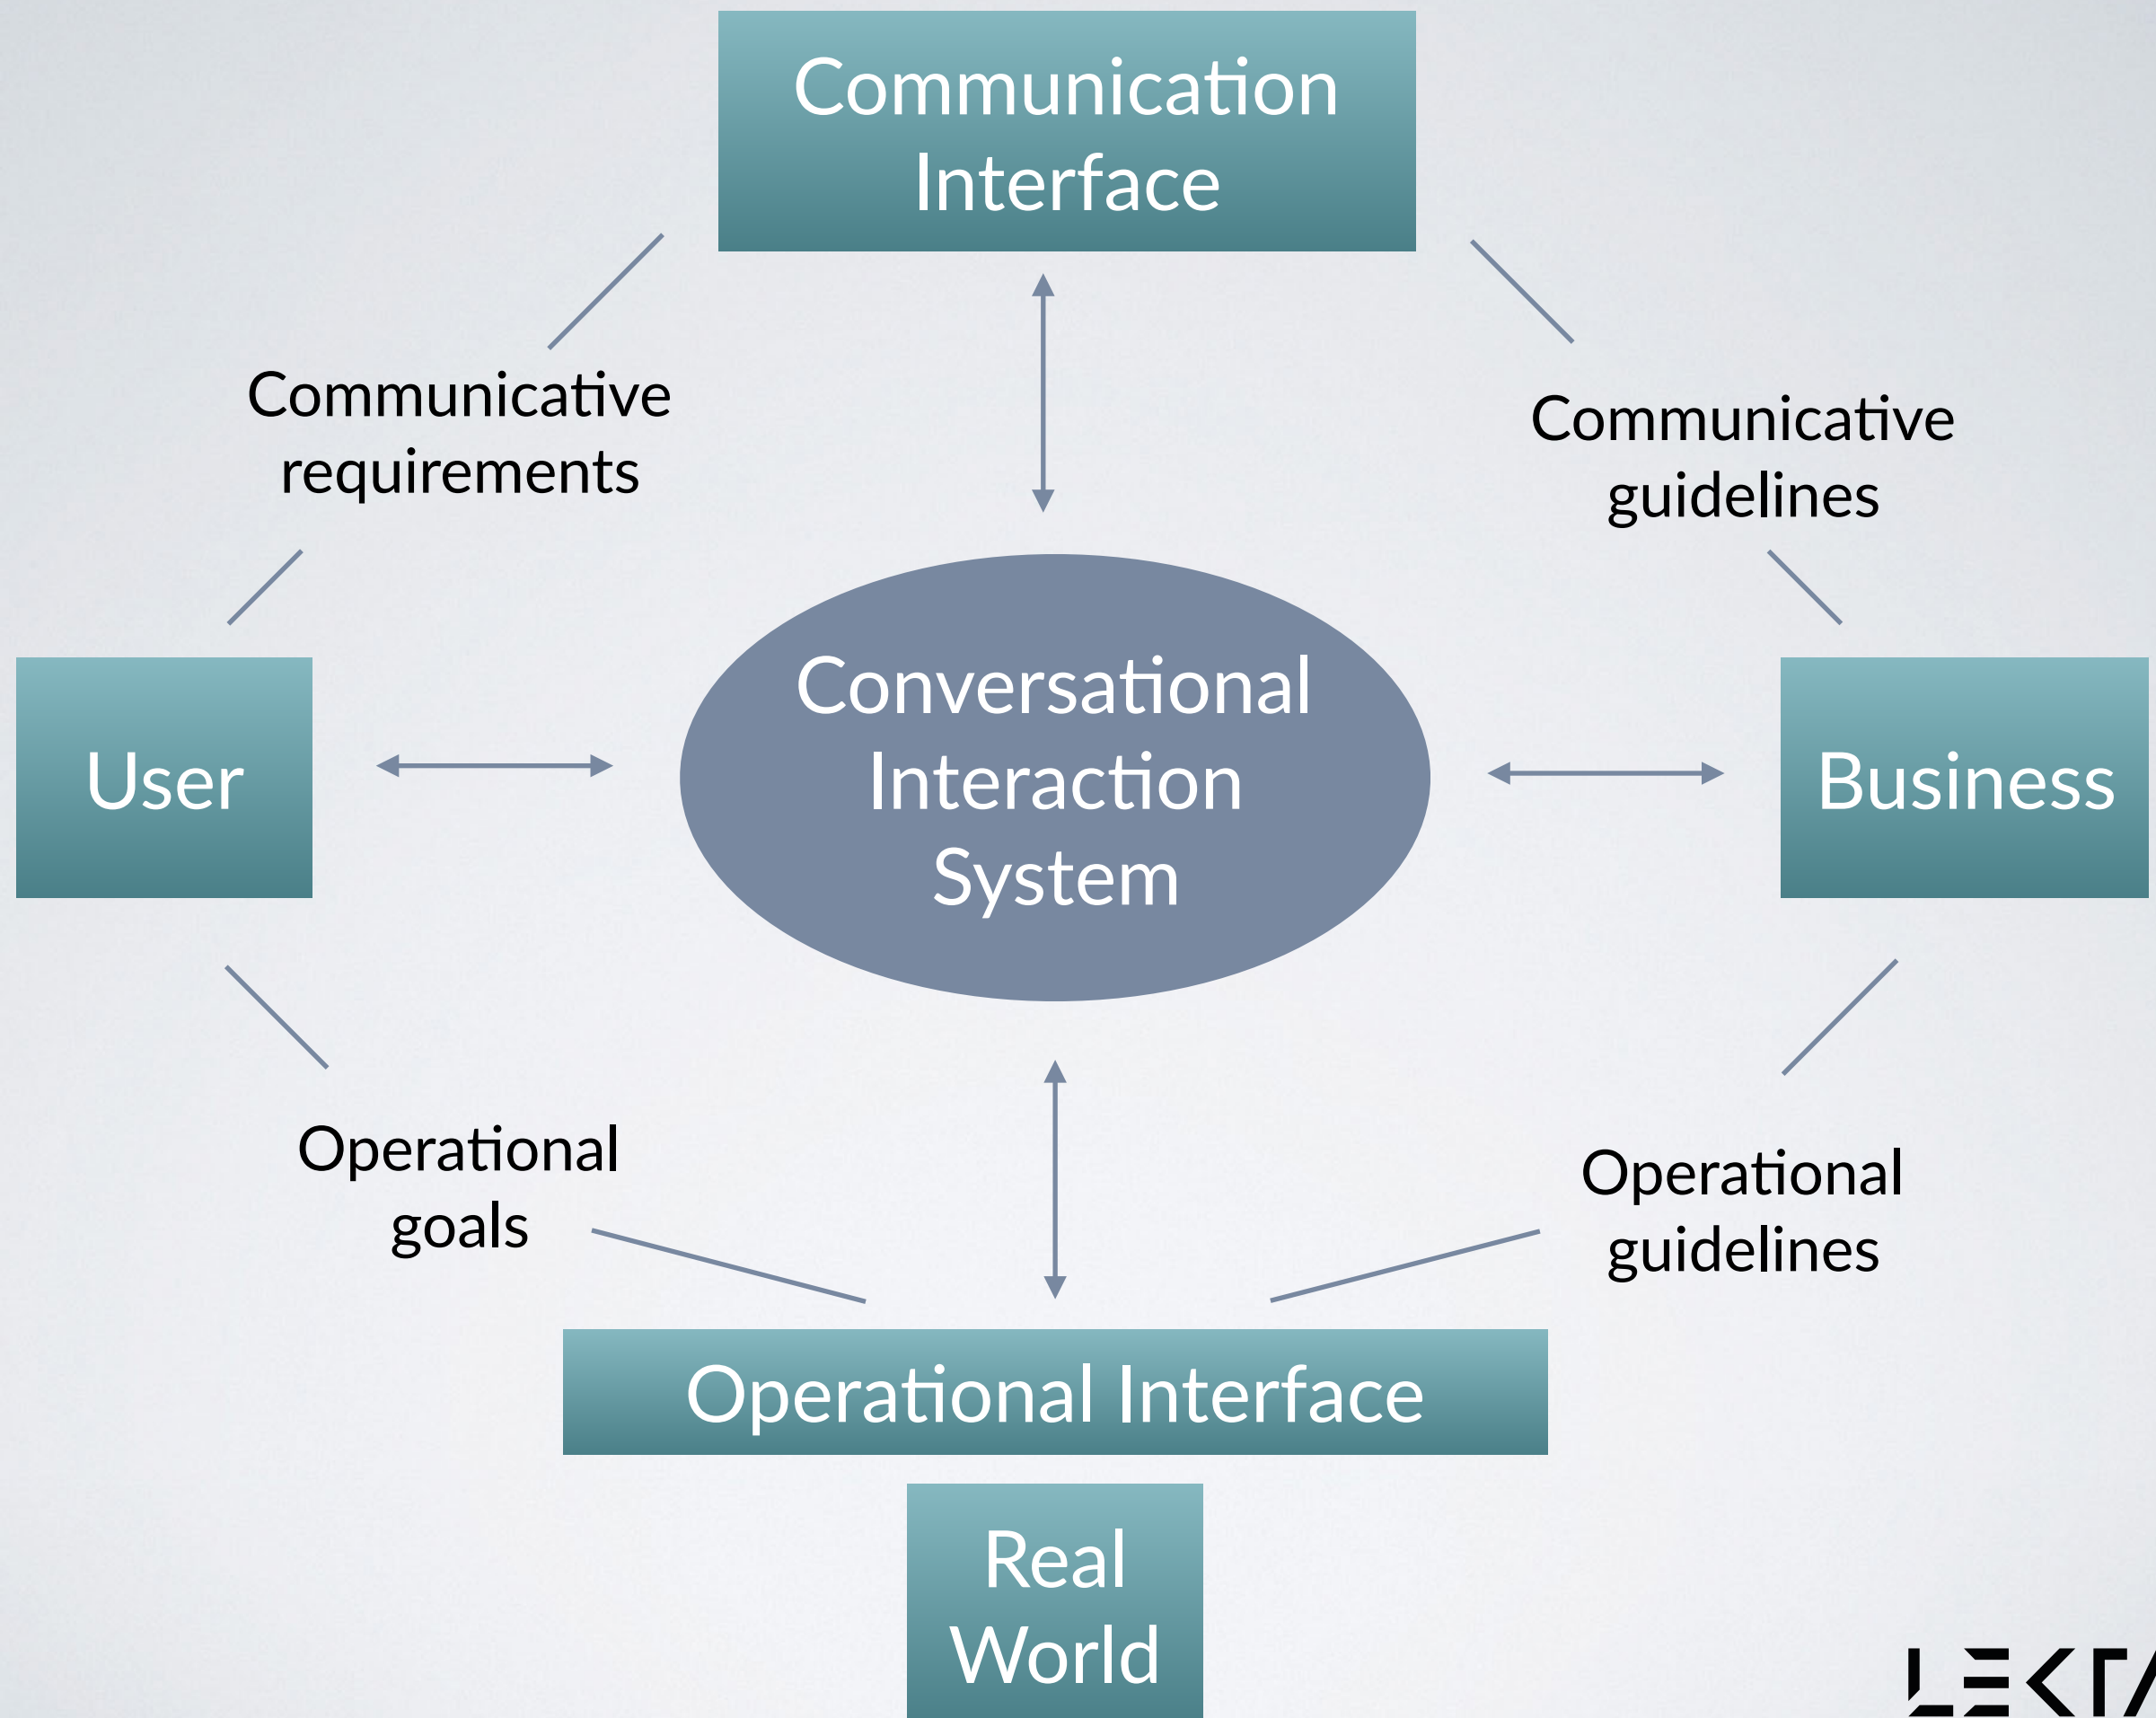 Communication
Interface
Communicative
requirements
Communicative
guidelines
User
Conversational
Interaction
System
Business
Operational
goals
Operational
guidelines
Operational Interface
Real
World
LEKTA